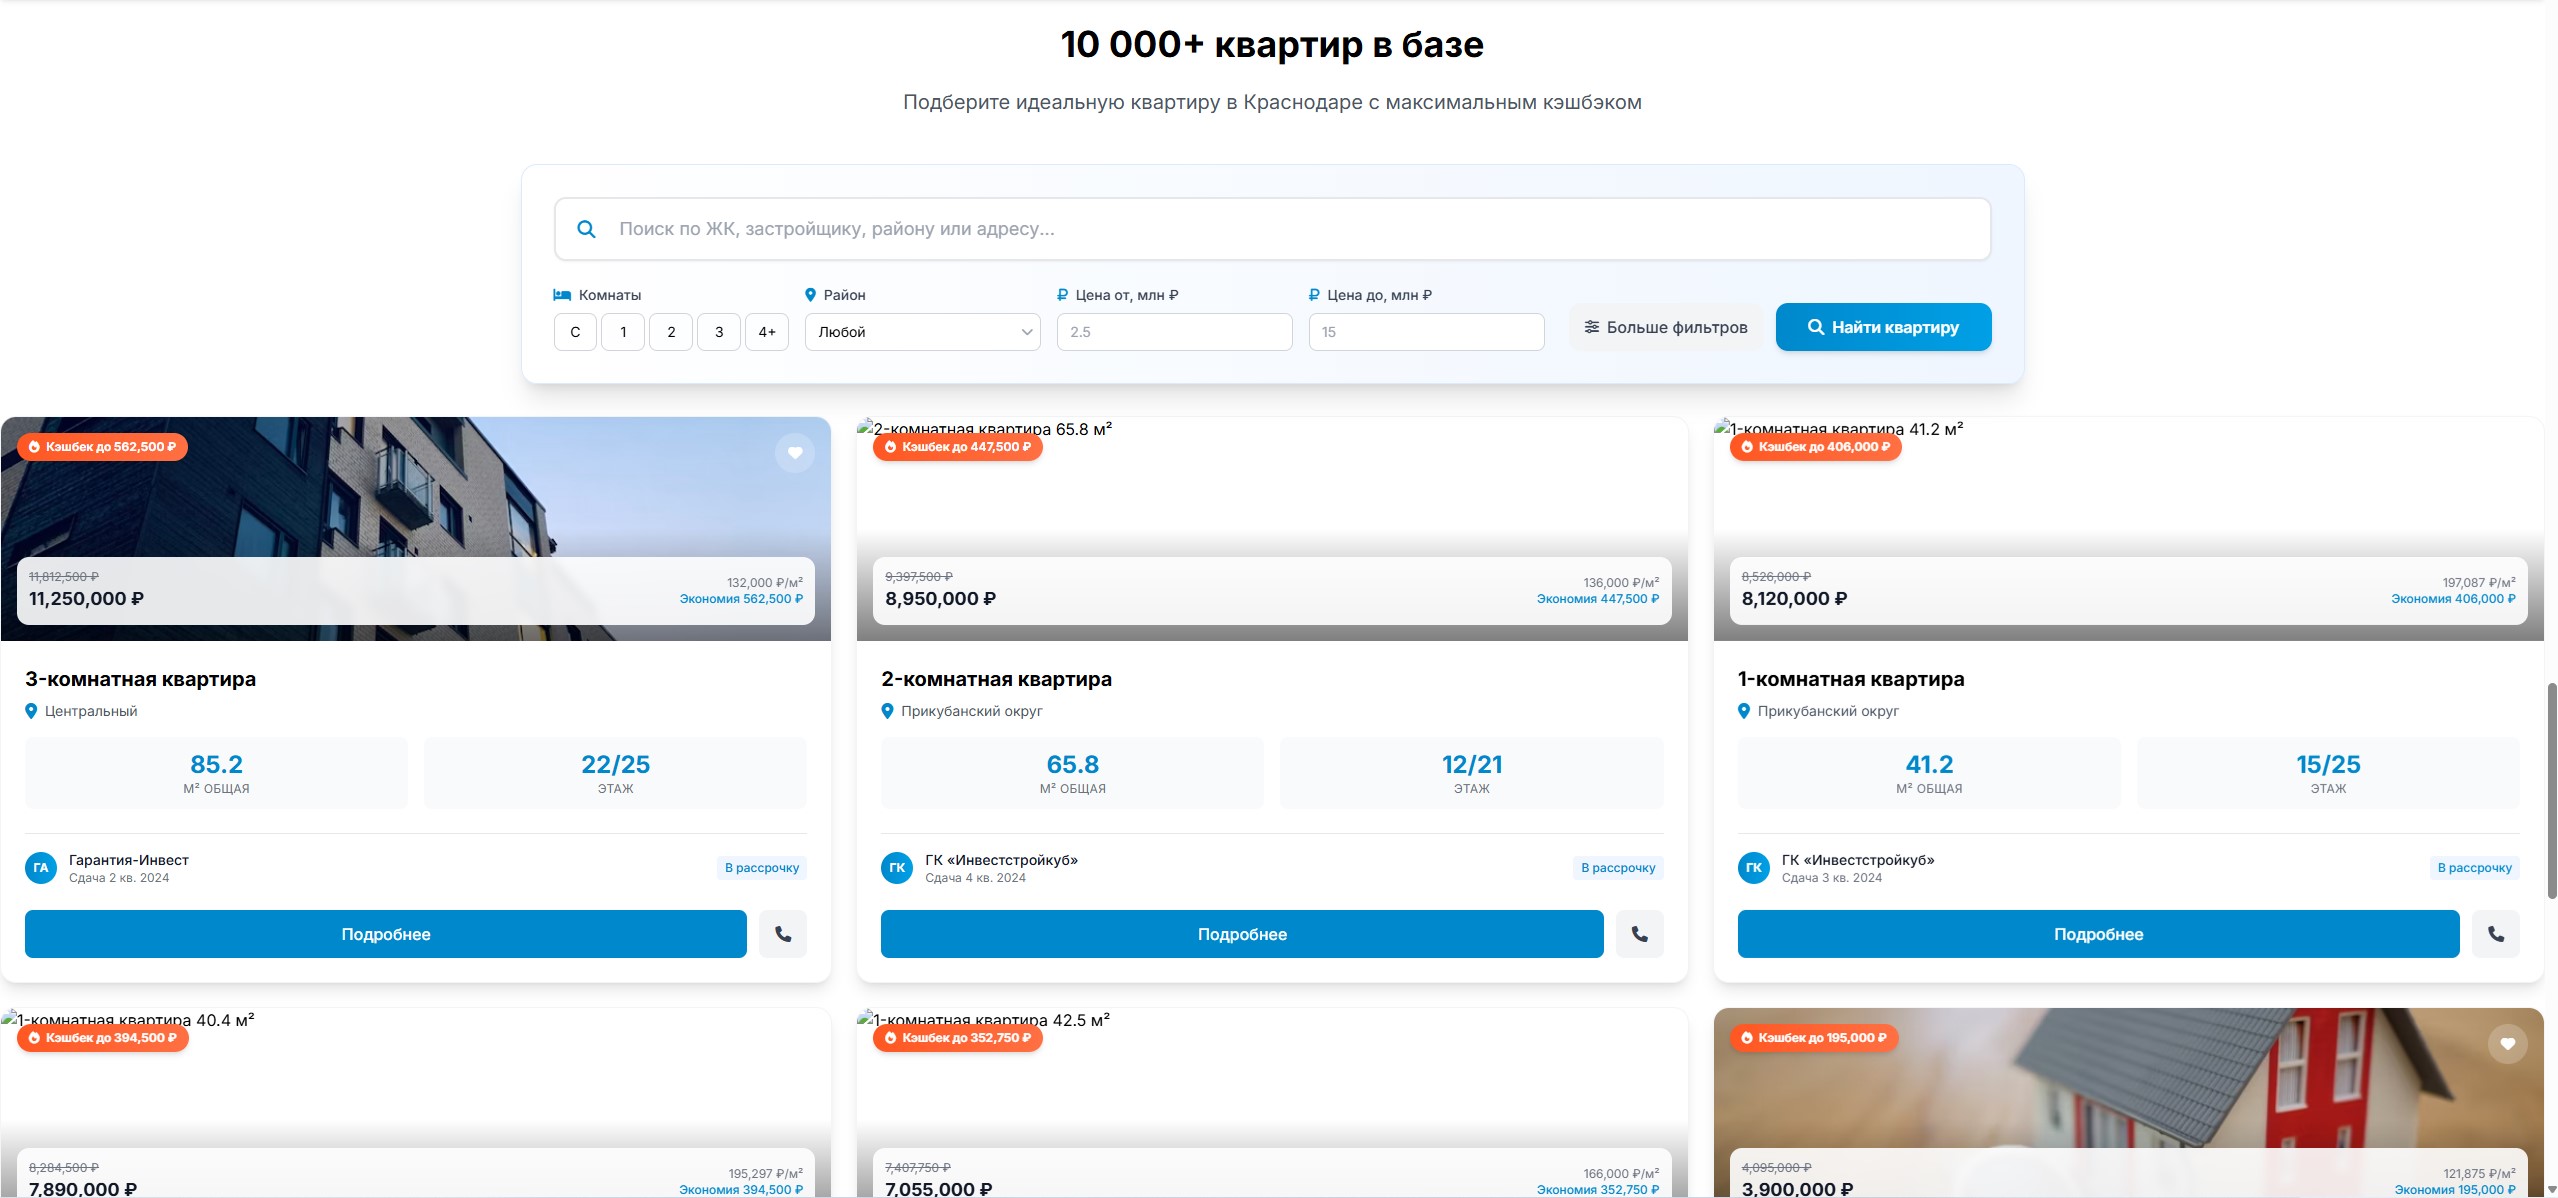 10 000+ квартир в базе
Подберите идеальную квартиру в Краснодаре с максимальным кэшбэком
Поиск по ЖК, застройщику, району или адресу...
Комнаты
С 1 2 3 4+
Район
Любой
Цена от, млн ₽
2.5
Цена до, млн ₽
15
Больше фильтров
Найти квартиру
Кэшбек до 562,500 ₽
11,812,500 ₽
11,250,000 ₽
132,000 ₽/м²
Экономия 562,500 ₽
3-комнатная квартира
Центральный
85.2
М² ОБЩАЯ
22/25
ЭТАЖ
ГА
Гарантия-Инвест
Сдача 2 кв. 2024
В рассрочку
Подробнее
2-комнатная квартира 65.8 м²
Кэшбек до 447,500 ₽
9,397,500 ₽
8,950,000 ₽
136,000 ₽/м²
Экономия 447,500 ₽
2-комнатная квартира
Прикубанский округ
65.8
М² ОБЩАЯ
12/21
ЭТАЖ
ГК
ГК «Инвестстройкуб»
Сдача 4 кв. 2024
В рассрочку
Подробнее
1-комнатная квартира 41.2 м²
Кэшбек до 406,000 ₽
8,526,000 ₽
8,120,000 ₽
197,087 ₽/м²
Экономия 406,000 ₽
1-комнатная квартира
Прикубанский округ
41.2
М² ОБЩАЯ
15/25
ЭТАЖ
ГК
ГК «Инвестстройкуб»
Сдача 3 кв. 2024
В рассрочку
Подробнее
1-комнатная квартира 40.4 м²
Кэшбек до 394,500 ₽
8,284,500 ₽
7,890,000 ₽
195,297 ₽/м²
Экономия 394,500 ₽
1-комнатная квартира 42.5 м²
Кэшбек до 352,750 ₽
7,407,750 ₽
7,055,000 ₽
166,000 ₽/м²
Экономия 352,750 ₽
Кэшбек до 195,000 ₽
4,095,000 ₽
3,900,000 ₽
121,875 ₽/м²
Экономия 195,000 ₽